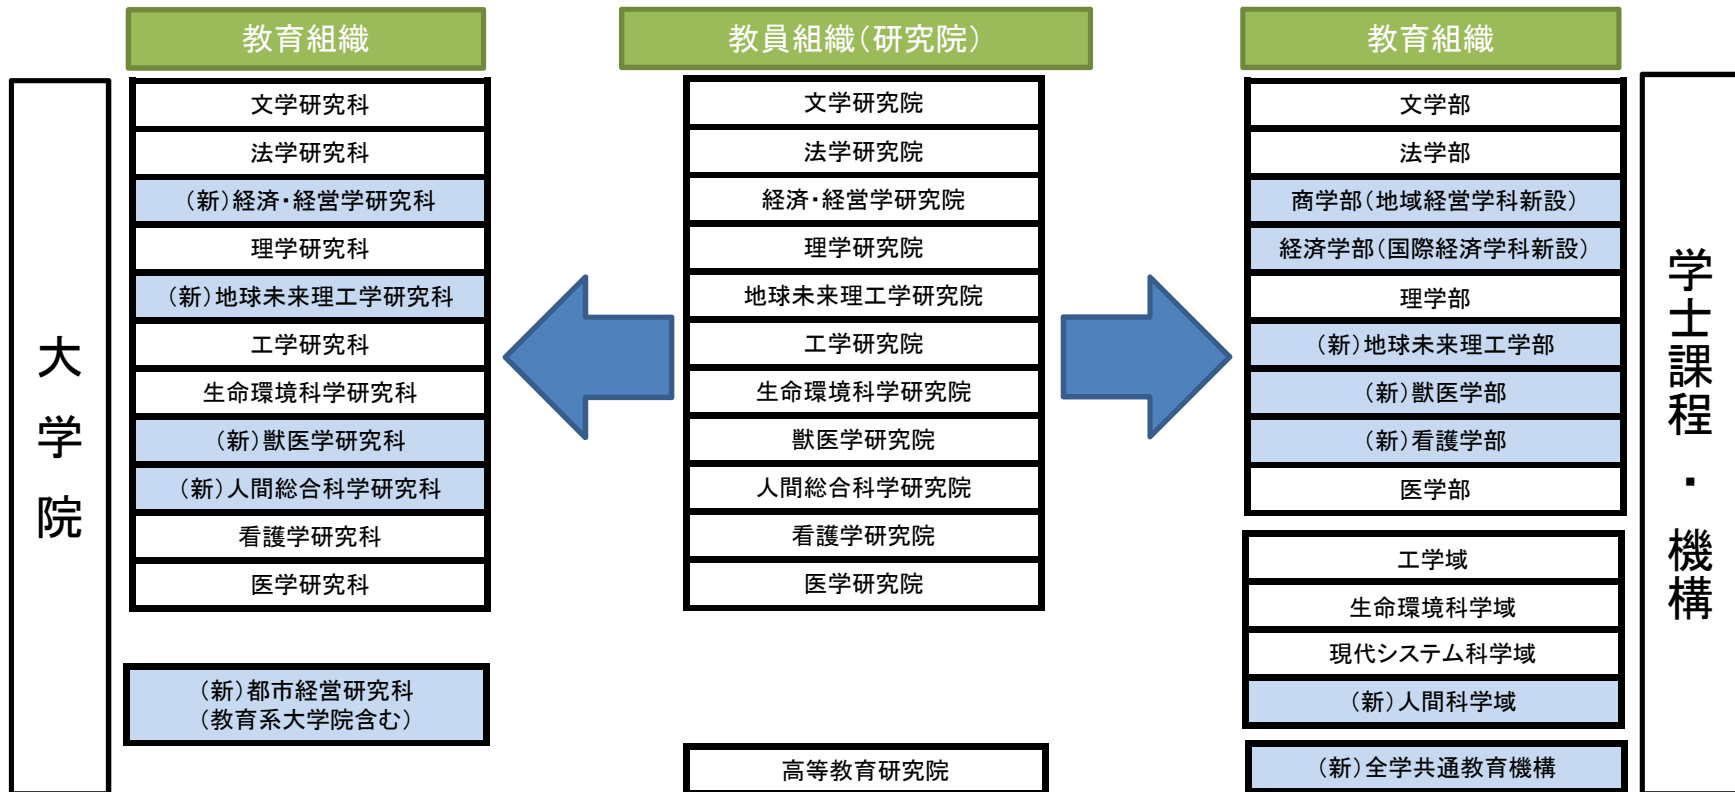 教育組織
教員組織(研究院)
教育組織
大学院
文学研究科
法学研究科
(新)経済・経営学研究科
理学研究科
(新)地球未来理工学研究科
工学研究科
生命環境科学研究科
(新)獣医学研究科
(新)人間総合科学研究科
看護学研究科
医学研究科
(新)都市経営研究科
(教育系大学院含む)
文学研究院
法学研究院
経済・経営学研究院
理学研究院
地球未来理工学研究院
工学研究院
生命環境科学研究院
獣医学研究院
人間総合科学研究院
看護学研究院
医学研究院
高等教育研究院
文学部
法学部
商学部(地域経営学科新設)
経済学部(国際経済学科新設)
理学部
(新)地球未来理工学部
(新)獣医学部
(新)看護学部
医学部
工学域
生命環境科学域
現代システム科学域
(新)人間科学域
(新)全学共通教育機構
学士課程・機構